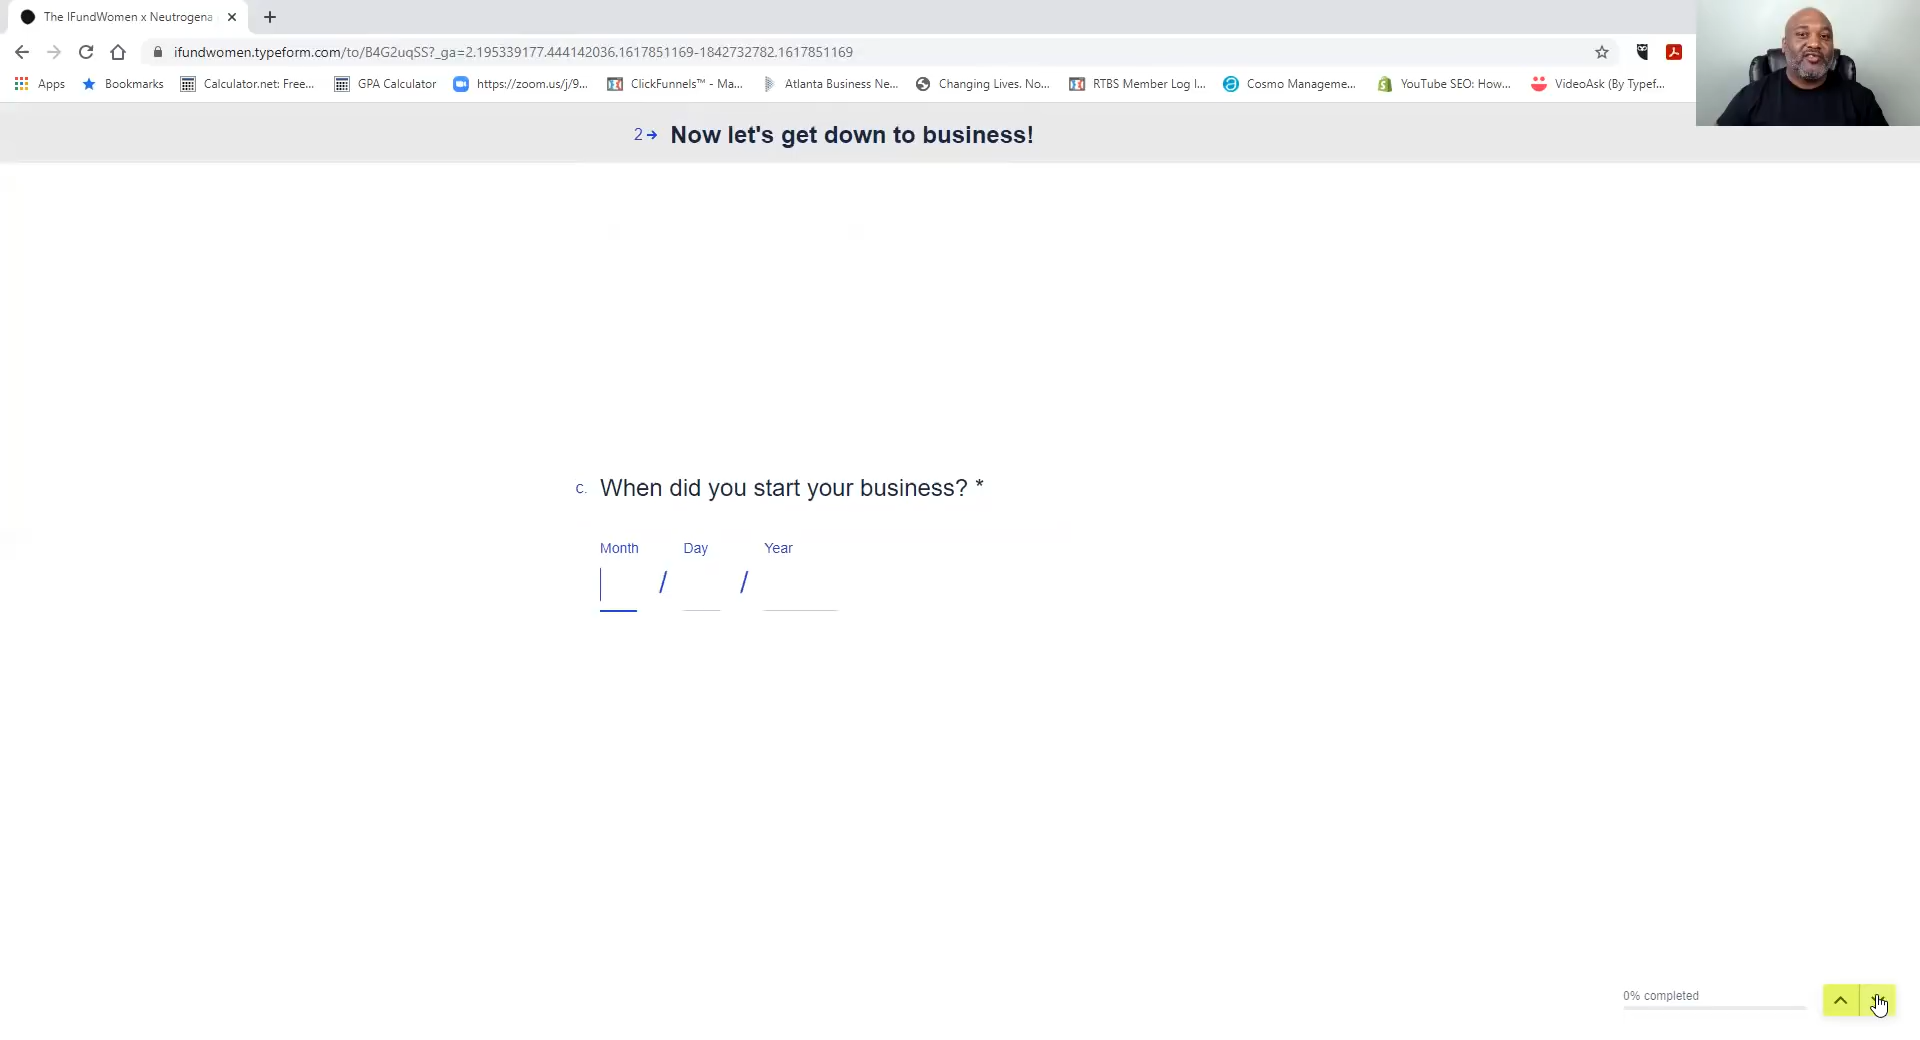 The IFundWomen x Neutrogena
ifundwomen.typeform.com/to/B4G2uqSS?_ga=2.195339177.444142036.1617851169-1842732782.1617851169
Apps Bookmarks Calculator.net: Free... GPA Calculator https://zoom.us/j/9... ClickFunnels™ - Ma... Atlanta Business Ne... Changing Lives. No... RTBS Member Log I... Cosmo Manageme... YouTube SEO: How... VideoAsk (By Typef...
2 Now let's get down to business!
c. When did you start your business? *
Month Day Year
/ /
0% completed